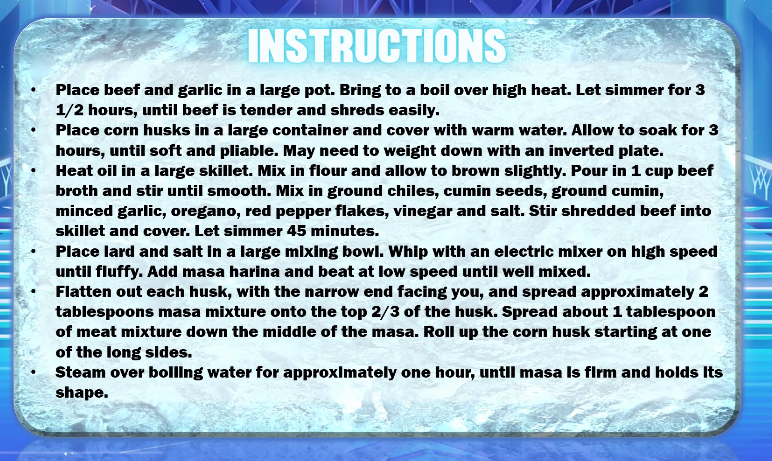 INSTRUCTIONS
• Place beef and garlic in a large pot. Bring to a boil over high heat. Let simmer for 3
1/2 hours, until beef is tender and shreds easily.
• Place corn husks in a large container and cover with warm water. Allow to soak for 3
hours, until soft and pliable. May need to weight down with an inverted plate.
• Heat oil in a large skillet. Mix in flour and allow to brown slightly. Pour in 1 cup beef
broth and stir until smooth. Mix in ground chiles, cumin seeds, ground cumin,
minced garlic, oregano, red pepper flakes, vinegar and salt. Stir shredded beef into
skillet and cover. Let simmer 45 minutes.
• Place lard and salt in a large mixing bowl. Whip with an electric mixer on high speed
until fluffy. Add masa harina and beat at low speed until well mixed.
• Flatten out each husk, with the narrow end facing you, and spread approximately 2
tablespoons masa mixture onto the top 2/3 of the husk. Spread about 1 tablespoon
of meat mixture down the middle of the masa. Roll up the corn husk starting at one
of the long sides.
• Steam over boiling water for approximately one hour, until masa is firm and holds its
shape.